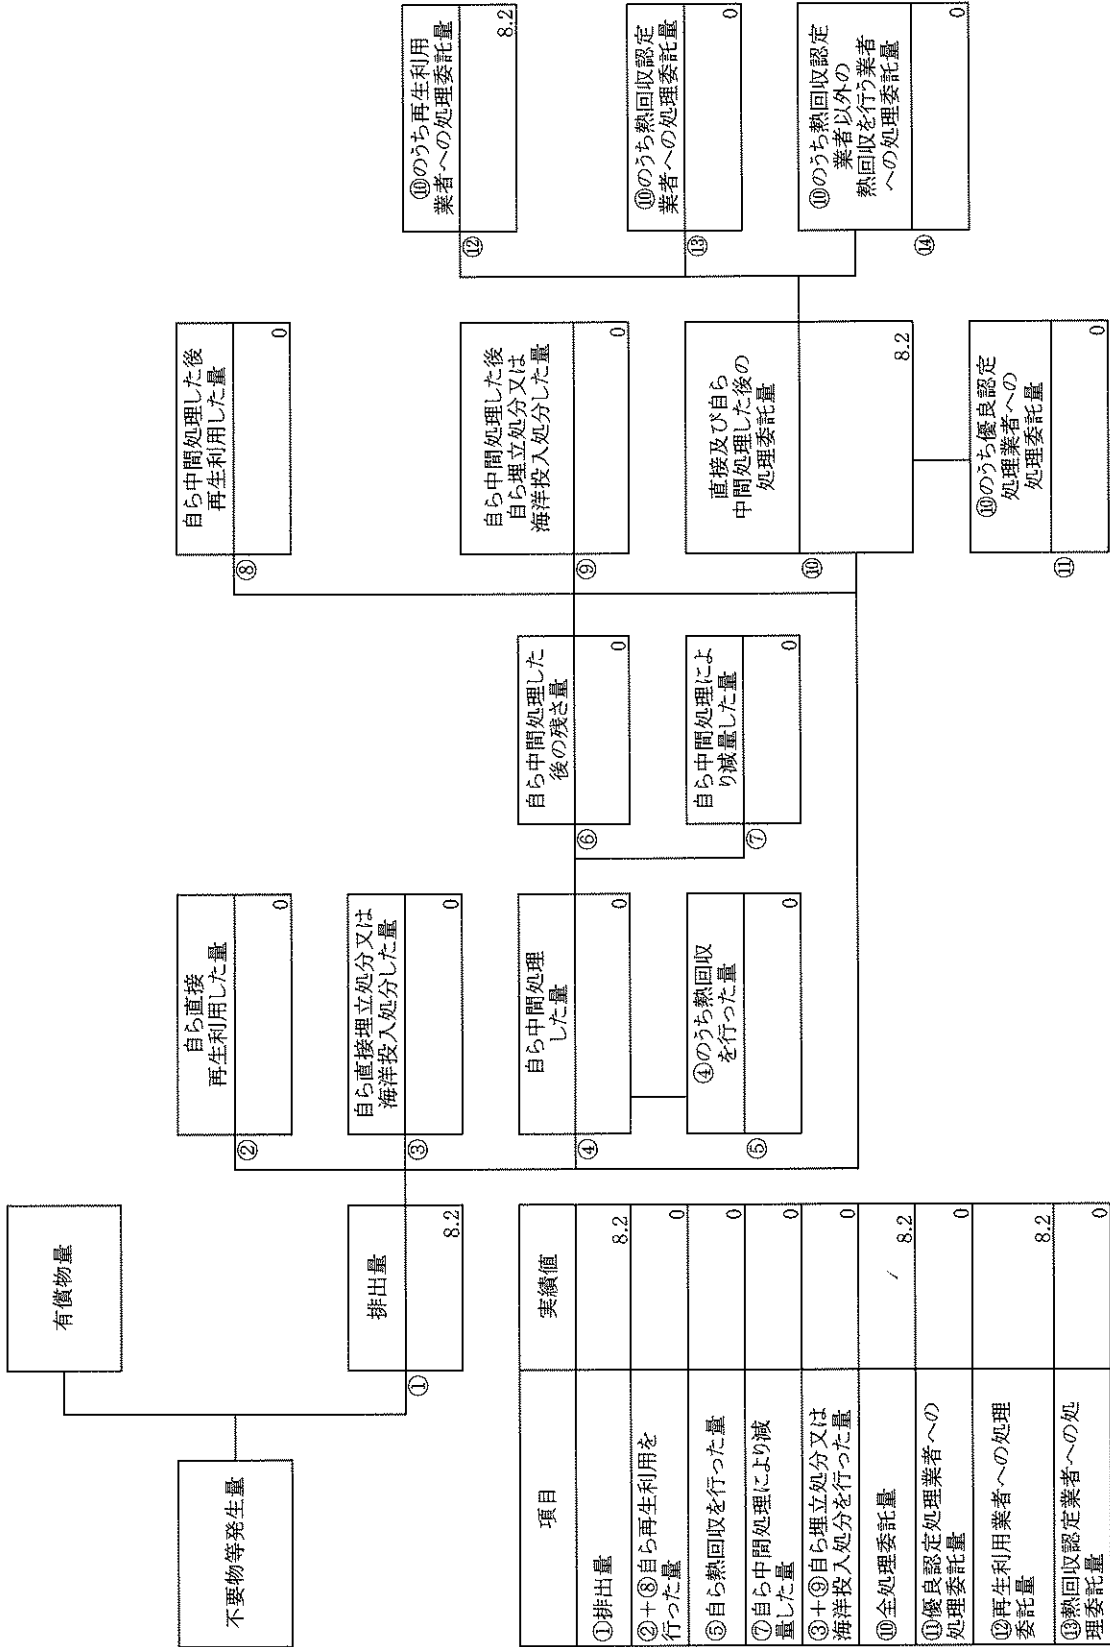 不要物等発生量
有償物量
排出量
①
8.2
自ら直接
再生利用した量
②
0
自ら直接埋立処分又は
海洋投入処分した量
③
0
自ら中間処理
した量
④
0
④のうち熱回収
を行った量
⑤
0
自ら中間処理した
後の残さ量
⑥
0
自ら中間処理によ
り減量した量
⑦
0
自ら中間処理した後
再生利用した量
⑧
0
自ら中間処理した後
自ら埋立処分又は
海洋投入処分した量
⑨
0
直接及び自ら
中間処理した後の
処理委託量
⑩
8.2
⑩のうち優良認定
処理業者への
処理委託量
⑪
0
⑩のうち再生利用
業者への処理委託量
⑫
8.2
⑩のうち熱回収認定
業者への処理委託量
⑬
0
⑩のうち熱回収認定
業者以外の
熱回収を行う業者
への処理委託量
⑭
0
項目 実績値
①排出量 8.2
②+⑧自ら再生利用を
行った量 0
⑤自ら熱回収を行った量 0
⑦自ら中間処理により減
量した量 0
③+⑨自ら埋立処分又は
海洋投入処分を行った量 0
⑩全処理委託量 8.2
⑪優良認定処理業者への
処理委託量 0
⑫再生利用業者への処理
委託量 8.2
⑬熱回収認定業者への処
理委託量 0